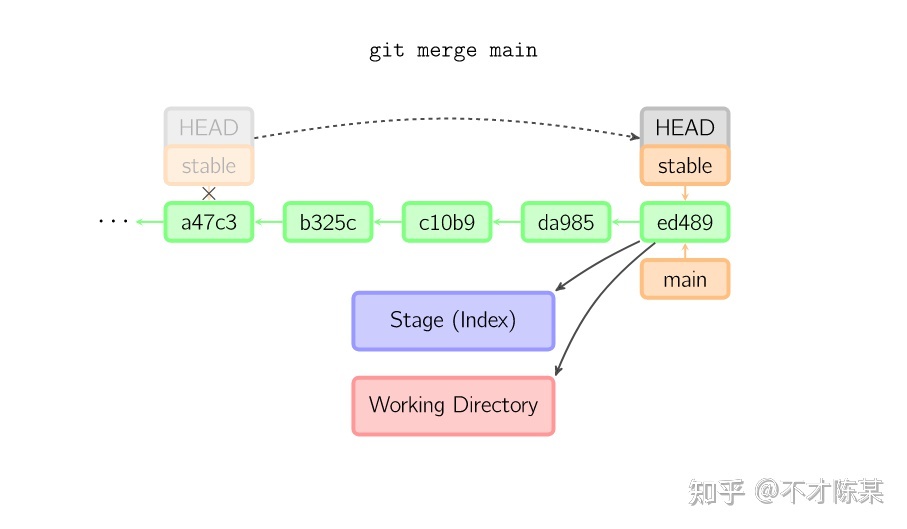 git merge main
HEAD
HEAD
stable
stable
...
a47c3
b325c
c10b9
da985
ed489
main
Stage (Index)
Working Directory
知乎 @不才陈某